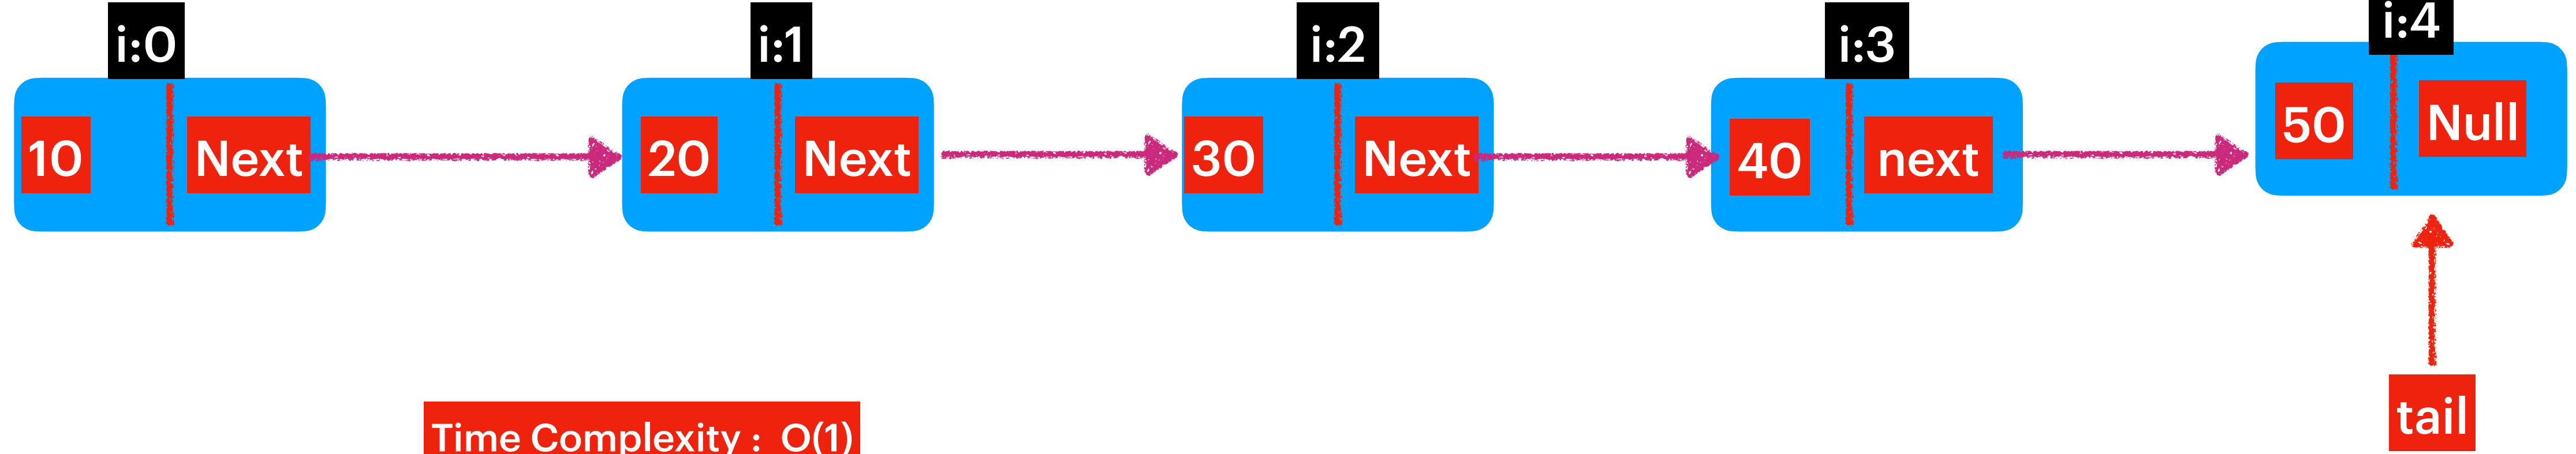 i:0
i:1
i:2
i:3
i:4
10 Next
20 Next
30 Next
40 next
50 Null
Time Complexity : O(1)
tail